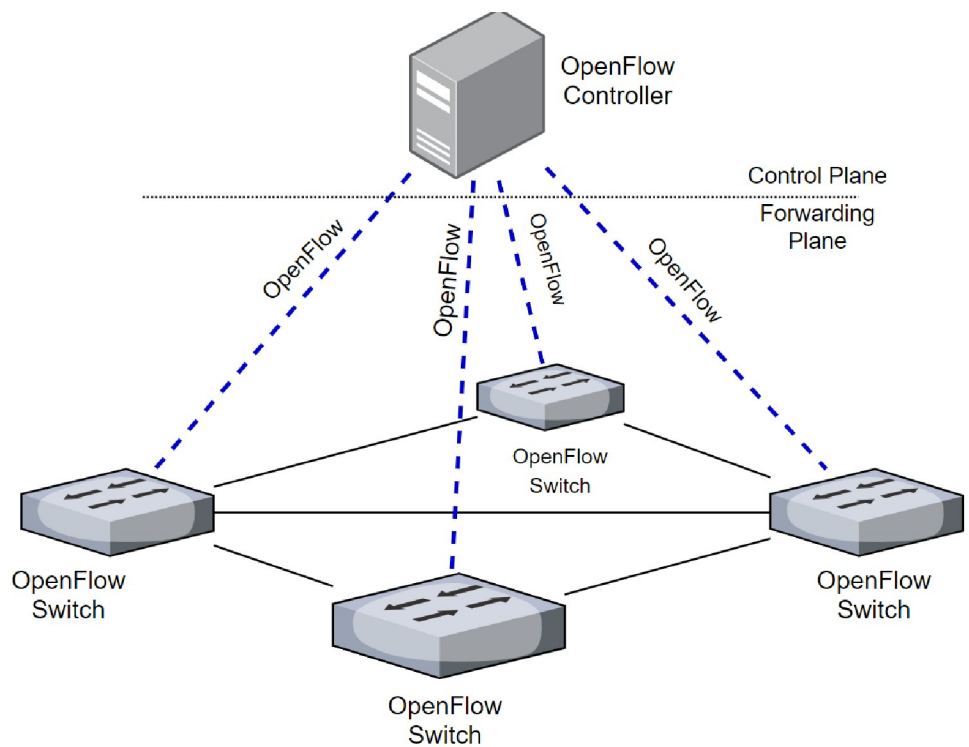 OpenFlow
Controller
Control Plane
Forwarding
Plane
OpenFlow
OpenFlow
OpenFlow
OpenFlow
OpenFlow
Switch
OpenFlow
Switch
OpenFlow
Switch
OpenFlow
Switch